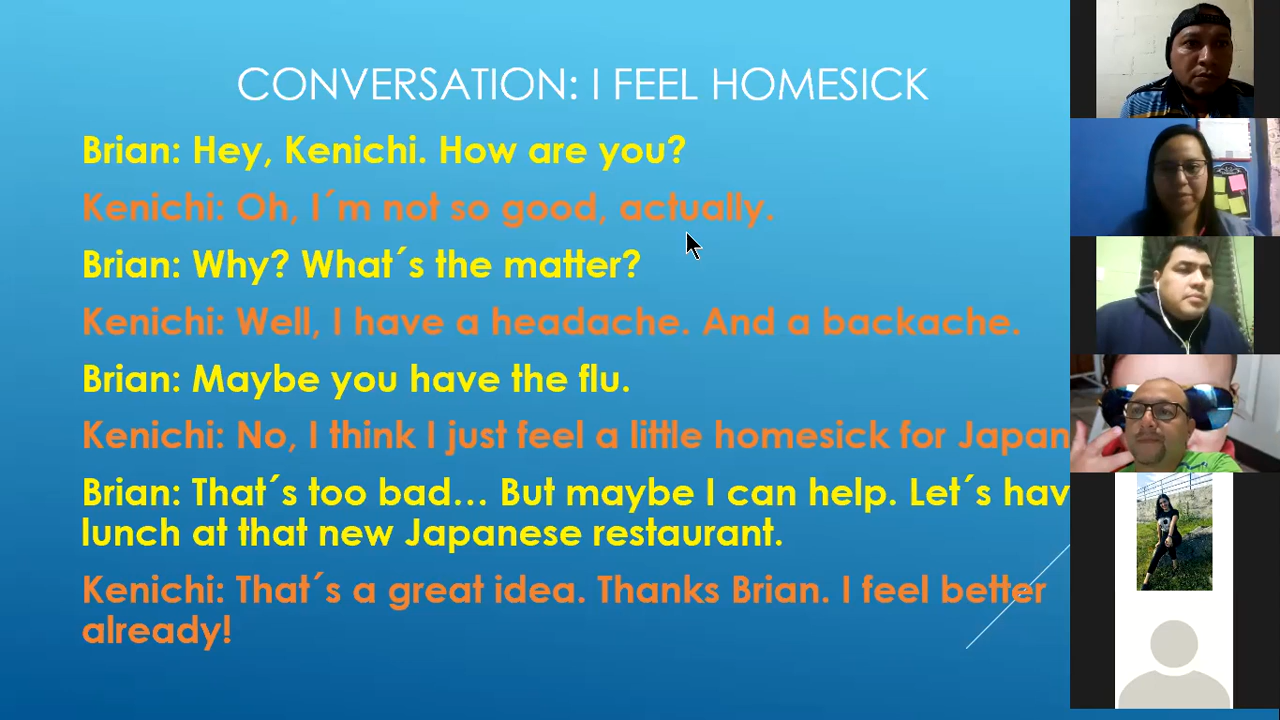 CONVERSATION: I FEEL HOMESICK
Brian: Hey, Kenichi. How are you?
Kenichi: Oh, I´m not so good, actually.
Brian: Why? What´s the matter?
Kenichi: Well, I have a headache. And a backache.
Brian: Maybe you have the flu.
Kenichi: No, I think I just feel a little homesick for Japan
Brian: That´s too bad... But maybe I can help. Let´s hav
lunch at that new Japanese restaurant.
Kenichi: That´s a great idea. Thanks Brian. I feel better
already!